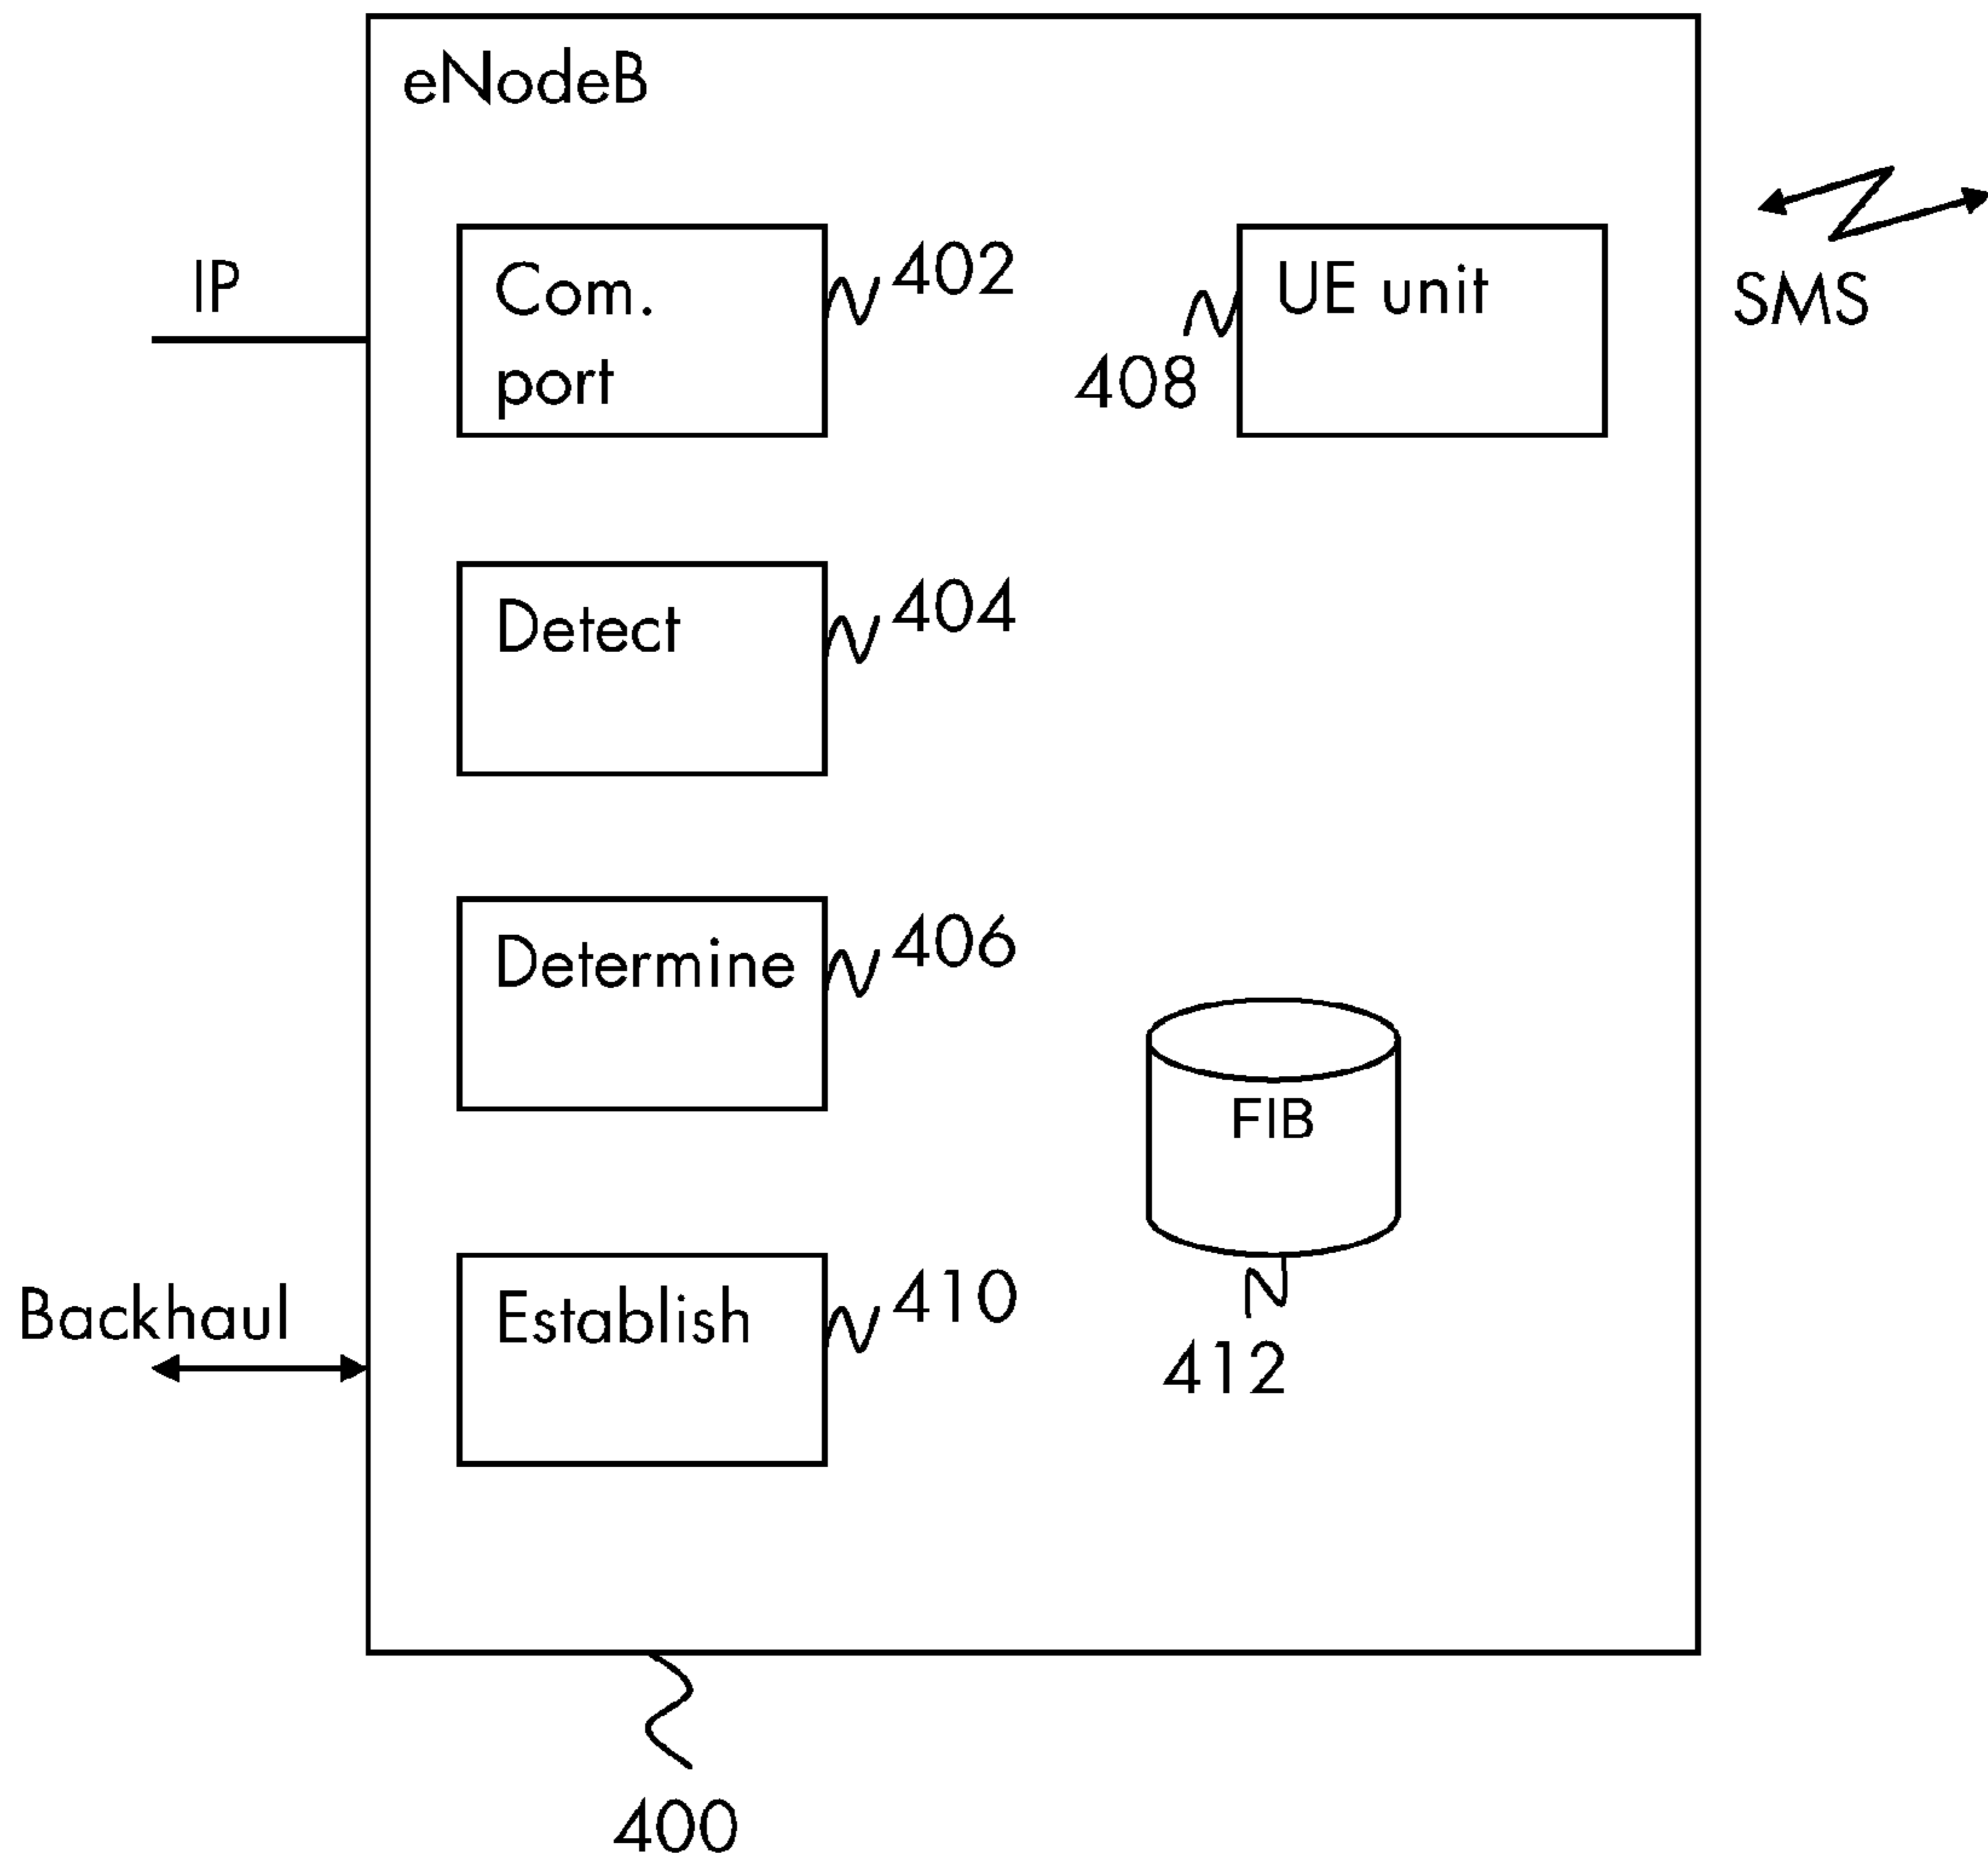 eNodeB
IP
Com.
port
402
408
UE unit
SMS
Detect
404
Determine
406
FIB
412
Backhaul
Establish
410
400